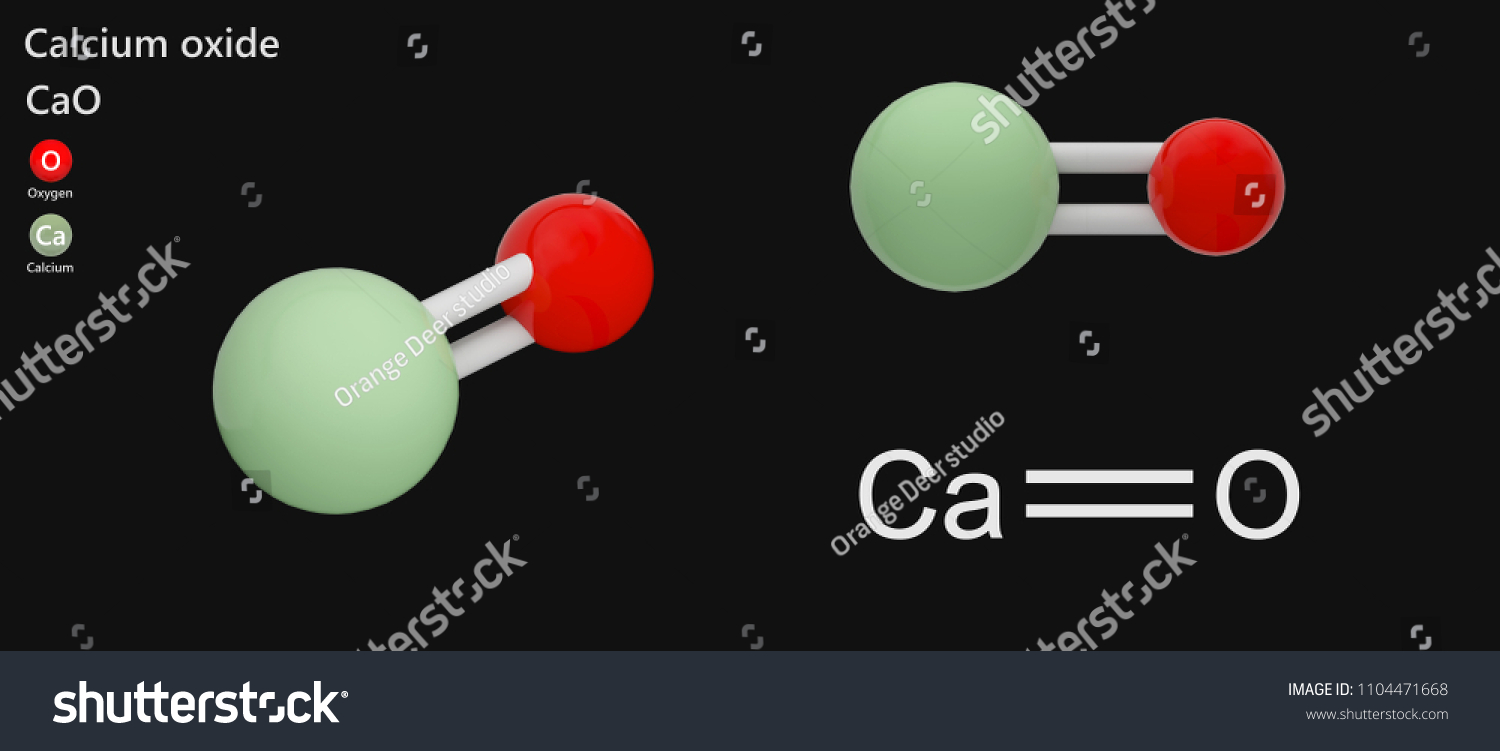 Calcium oxide
CaO
O
Oxygen
Ca
Calcium
Ca=O
shutterstock®
shutterstock®
shutterstock®
shutterstock
shutterstock
Orange Deer studio
Orange Deer studio
shutterstock®
IMAGE ID: 1104471668
www.shutterstock.com